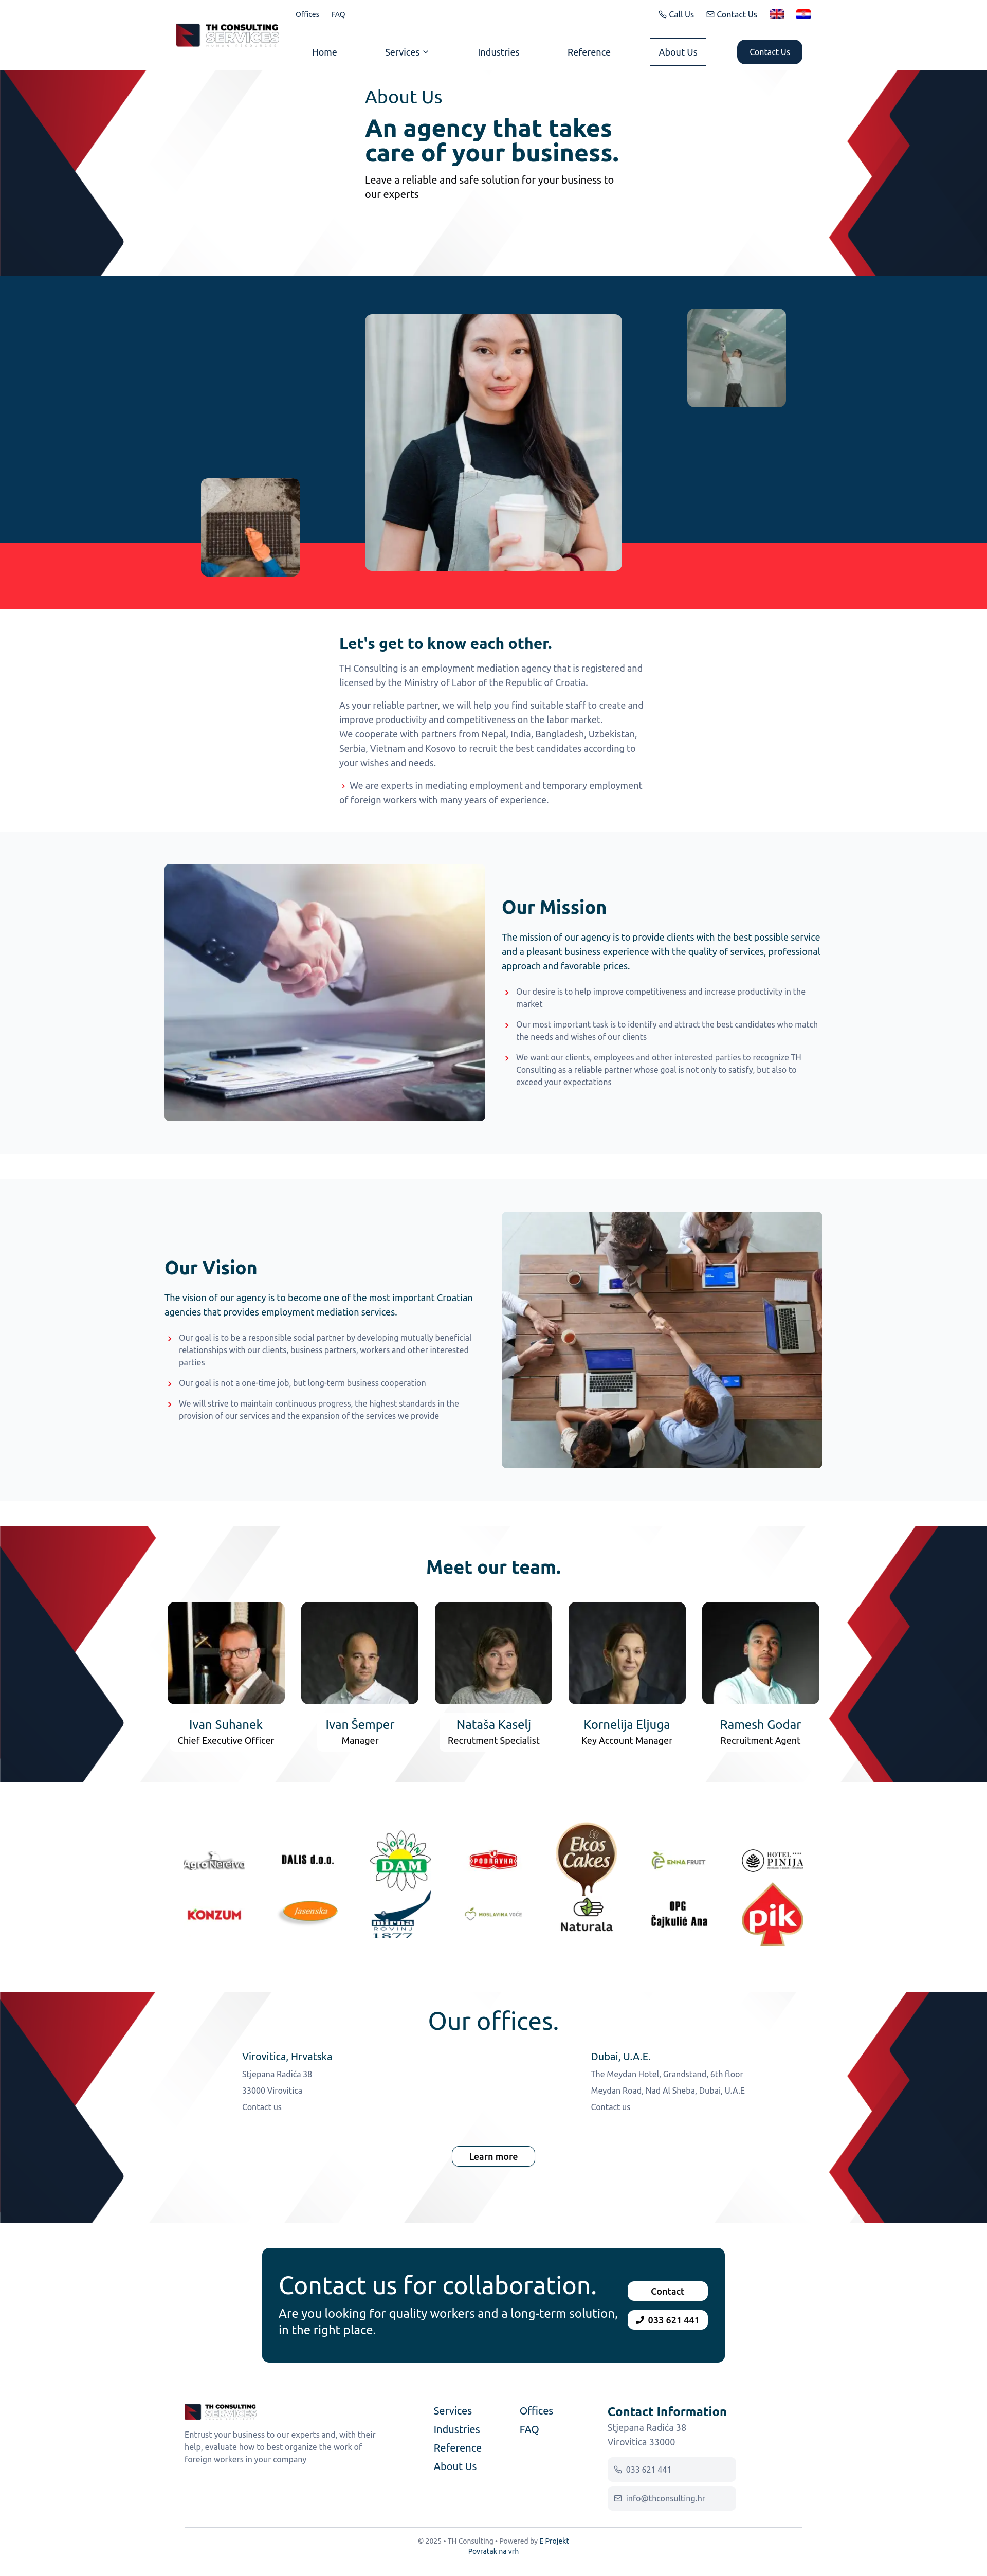 Offices FAQ
Call Us Contact Us
TH CONSULTING
SERVICES
Home Services Industries Reference About Us Contact Us
About Us
An agency that takes
care of your business.
Leave a reliable and safe solution for your business to
our experts
Let's get to know each other.
TH Consulting is an employment mediation agency that is registered and
licensed by the Ministry of Labor of the Republic of Croatia.
As your reliable partner, we will help you find suitable staff to create and
improve productivity and competitiveness on the labor market.
We cooperate with partners from Nepal, India, Bangladesh, Uzbekistan,
Serbia, Vietnam and Kosovo to recruit the best candidates according to
your wishes and needs.
We are experts in mediating employment and temporary employment
of foreign workers with many years of experience.
Our Mission
The mission of our agency is to provide clients with the best possible service
and a pleasant business experience with the quality of services, professional
approach and favorable prices.
Our desire is to help improve competitiveness and increase productivity in the
market
Our most important task is to identify and attract the best candidates who match
the needs and wishes of our clients
We want our clients, employees and other interested parties to recognize TH
Consulting as a reliable partner whose goal is not only to satisfy, but also to
exceed your expectations
Our Vision
The vision of our agency is to become one of the most important Croatian
agencies that provides employment mediation services.
Our goal is to be a responsible social partner by developing mutually beneficial
relationships with our clients, business partners, workers and other interested
parties
Our goal is not a one-time job, but long-term business cooperation
We will strive to maintain continuous progress, the highest standards in the
provision of our services and the expansion of the services we provide
Meet our team.
Ivan Suhanek
Chief Executive Officer
Ivan Šemper
Manager
Nataša Kaselj
Recrutment Specialist
Kornelija Eljuga
Key Account Manager
Ramesh Godar
Recruitment Agent
Agro Neretva
DALIS d.o.o.
LOZAN
DAM
PODRAVKA
Ekos
Cakes
ENNA FRUIT
HOTEL
PINIJA
KONZUM
Jasenska
mirna
ROVINJ
1877
MOSLAVINA VOĆE
Naturala
OPG
Čajkulić Ana
pik
Our offices.
Virovitica, Hrvatska
Stjepana Radića 38
33000 Virovitica
Contact us
Dubai, U.A.E.
The Meydan Hotel, Grandstand, 6th floor
Meydan Road, Nad Al Sheba, Dubai, U.A.E
Contact us
Learn more
Contact us for collaboration.
Are you looking for quality workers and a long-term solution,
in the right place.
Contact
033 621 441
TH CONSULTING
SERVICES
Entrust your business to our experts and, with their
help, evaluate how to best organize the work of
foreign workers in your company
Services
Industries
Reference
About Us
Offices
FAQ
Contact Information
Stjepana Radića 38
Virovitica 33000
033 621 441
info@thconsulting.hr
© 2025 • TH Consulting • Powered by E Projekt
Povratak na vrh